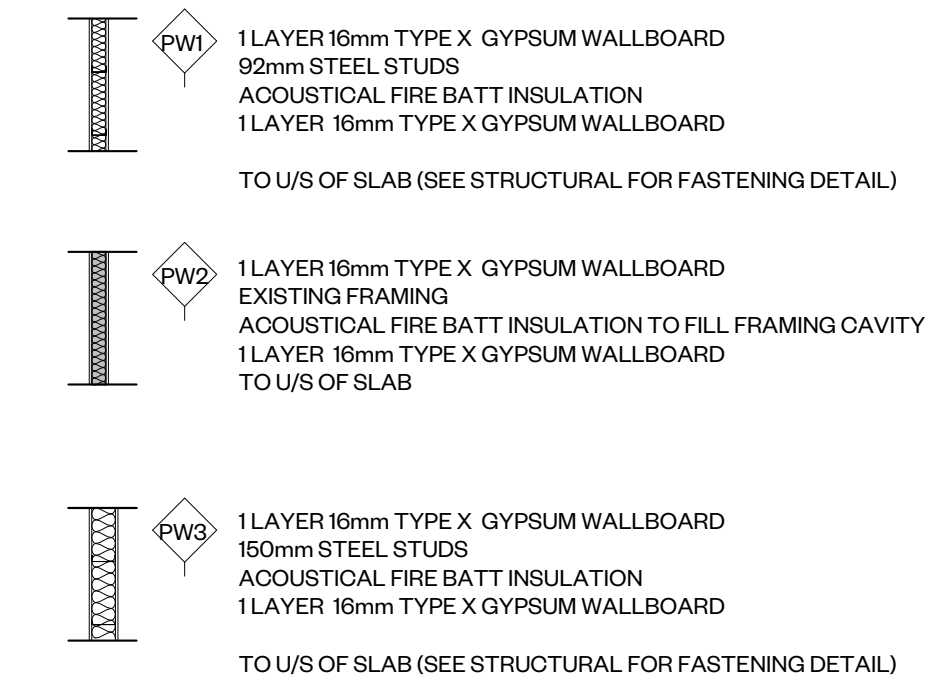 PW1
1 LAYER 16mm TYPE X GYPSUM WALLBOARD
92mm STEEL STUDS
ACOUSTICAL FIRE BATT INSULATION
1 LAYER 16mm TYPE X GYPSUM WALLBOARD
TO U/S OF SLAB (SEE STRUCTURAL FOR FASTENING DETAIL)
PW2
1 LAYER 16mm TYPE X GYPSUM WALLBOARD
EXISTING FRAMING
ACOUSTICAL FIRE BATT INSULATION TO FILL FRAMING CAVITY
1 LAYER 16mm TYPE X GYPSUM WALLBOARD
TO U/S OF SLAB
PW3
1 LAYER 16mm TYPE X GYPSUM WALLBOARD
150mm STEEL STUDS
ACOUSTICAL FIRE BATT INSULATION
1 LAYER 16mm TYPE X GYPSUM WALLBOARD
TO U/S OF SLAB (SEE STRUCTURAL FOR FASTENING DETAIL)